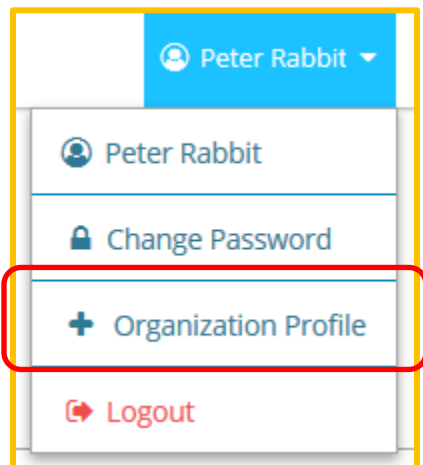 Peter Rabbit
Peter Rabbit
Change Password
Organization Profile
Logout